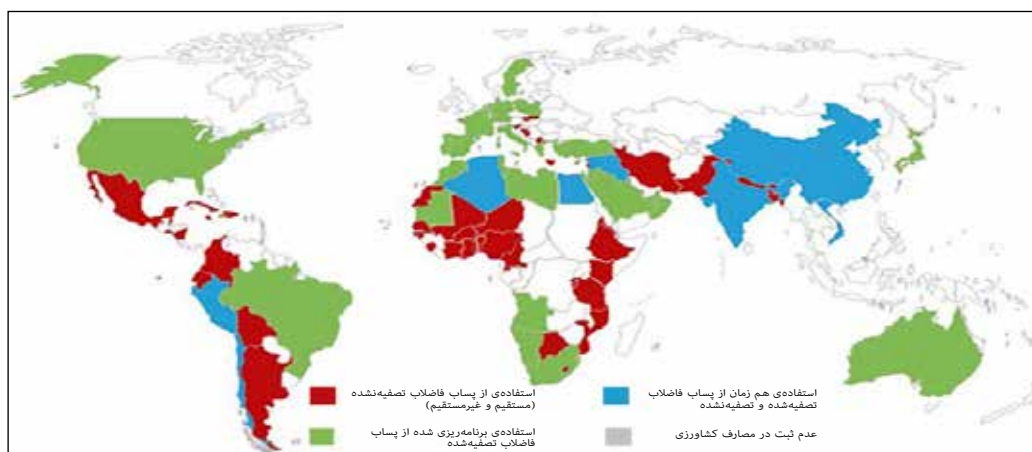 استفاده‌ی از پساب فاضلاب تصفیه‌نشده
(مستقیم و غیرمستقیم)
استفاده‌ی برنامه‌ریزی شده از پساب
فاضلاب تصفیه‌شده
استفاده‌ی هم زمان از پساب فاضلاب
تصفیه‌شده و تصفیه‌نشده
عدم ثبت در مصارف کشاورزی